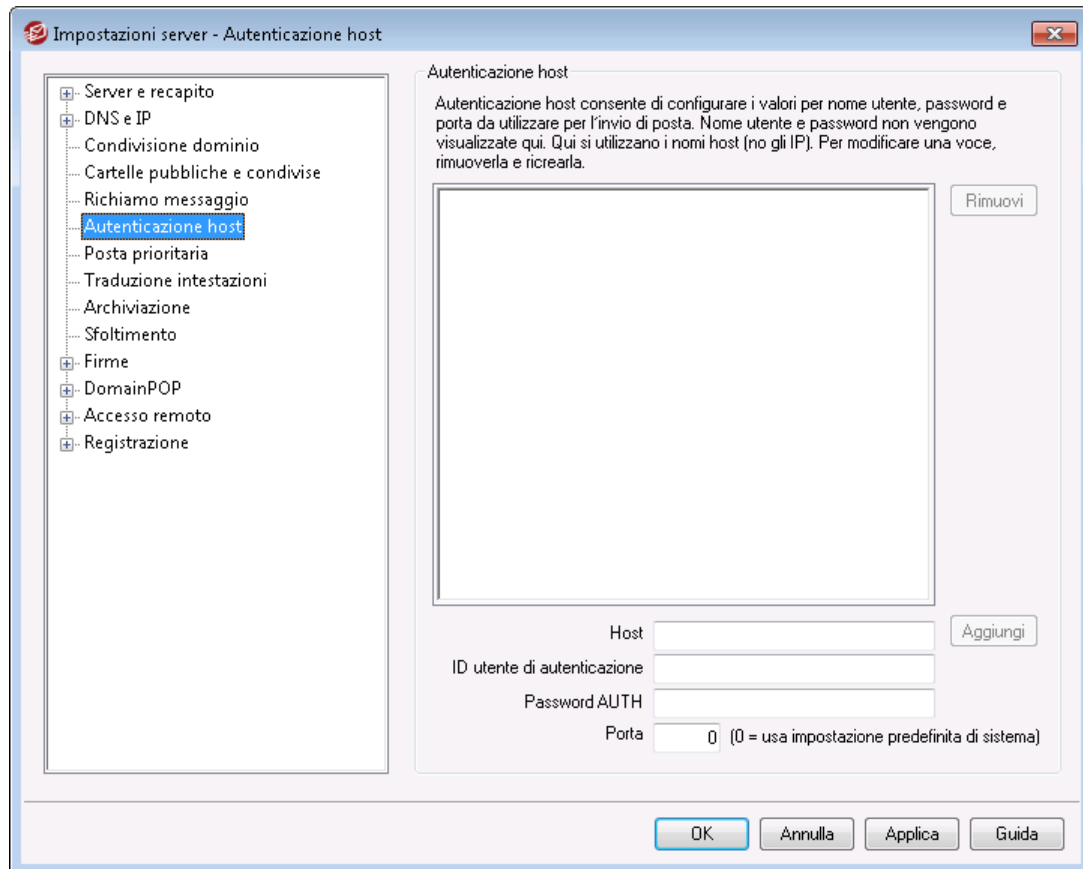 Impostazioni server - Autenticazione host
Server e recapito
DNS e IP
Condivisione dominio
Cartelle pubbliche e condivise
Richiamo messaggio
Autenticazione host
Posta prioritaria
Traduzione intestazioni
Archiviazione
Sfoltimento
Firme
DomainPOP
Accesso remoto
Registrazione
Autenticazione host
Autenticazione host consente di configurare i valori per nome utente, password e
porta da utilizzare per l'invio di posta. Nome utente e password non vengono
visualizzate qui. Qui si utilizzano i nomi host (no gli IP). Per modificare una voce,
rimuoverla e ricrearla.
Rimuovi
Host
Aggiungi
ID utente di autenticazione
Password AUTH
Porta 0 (0 = usa impostazione predefinita di sistema)
OK Annulla Applica Guida